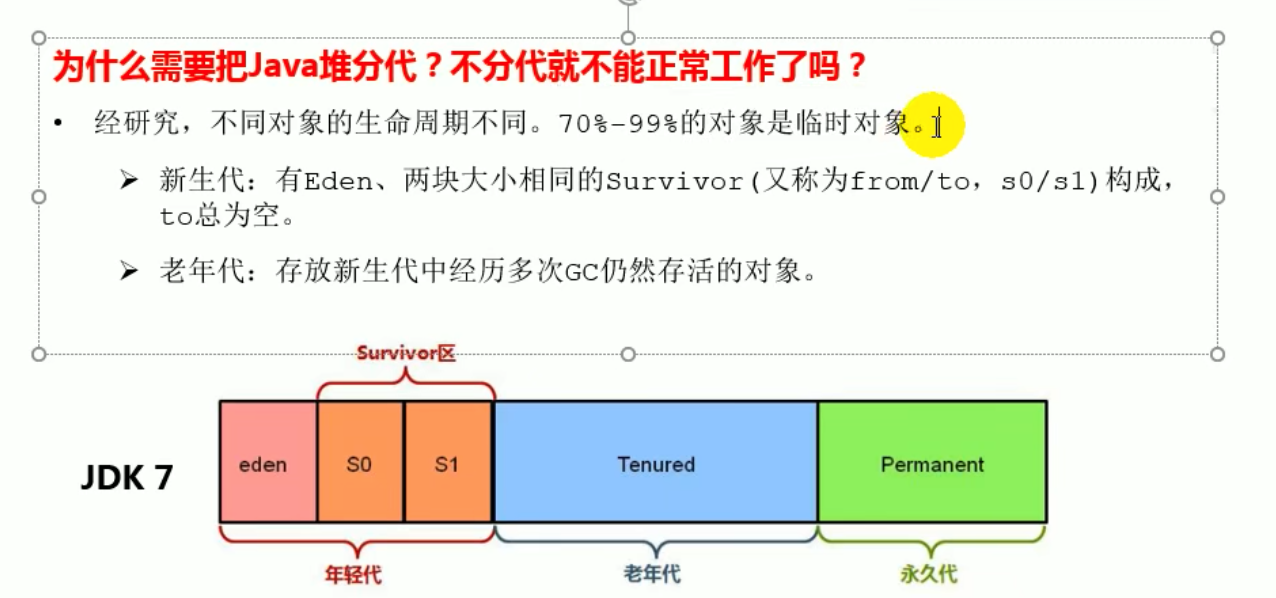 为什么需要把Java堆分代？不分代就不能正常工作了吗？
• 经研究，不同对象的生命周期不同。70%-99%的对象是临时对象。
➢ 新生代：有Eden、两块大小相同的Survivor(又称为from/to，s0/s1)构成，
to总为空。
➢ 老年代：存放新生代中经历多次GC仍然存活的对象。
Survivor区
JDK 7
eden S0 S1 Tenured Permanent
年轻代 老年代 永久代